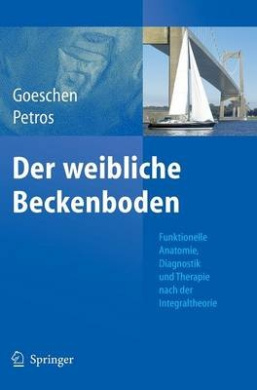 Goeschen
Petros
Der weibliche
Beckenboden
Funktionelle
Anatomie,
Diagnostik
und Therapie
nach der
Integraltheorie
Springer